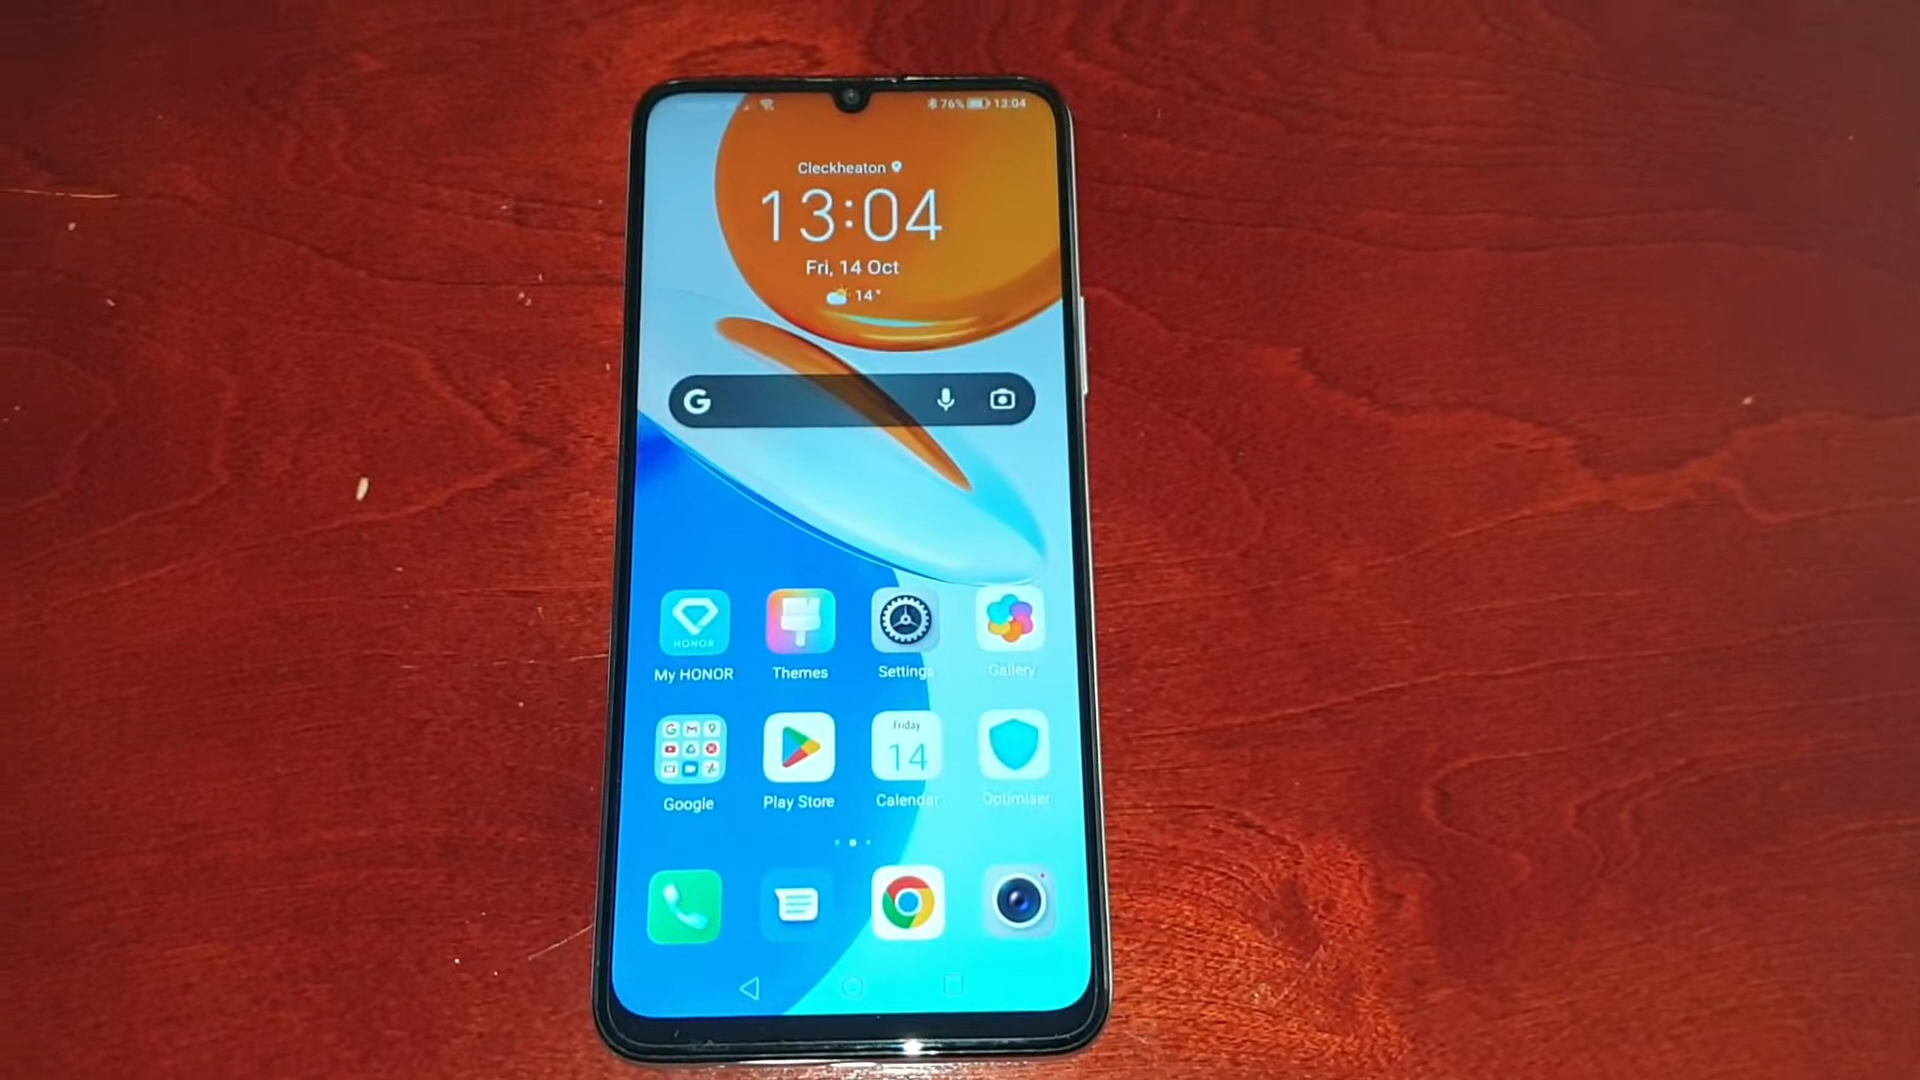 76% 13:04
Cleckheaton
13:04
Fri, 14 Oct
14°
G
HONOR
My HONOR Themes Settings Gallery
Friday
14
Google Play Store Calendar Optimiser